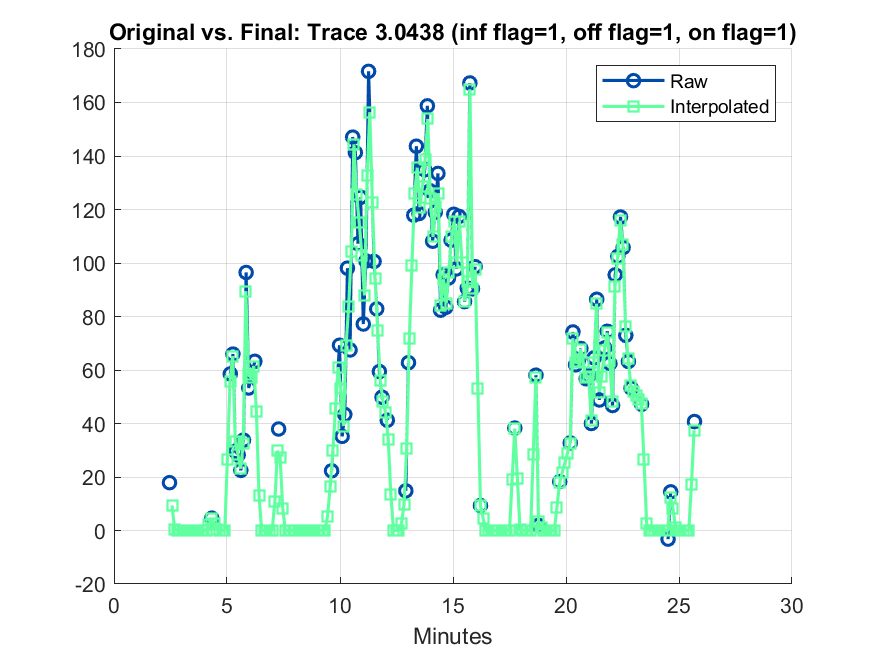 Original vs. Final: Trace 3.0438 (inf flag=1, off flag=1, on flag=1)
180
160
140
120
100
80
60
40
20
0
-20
Raw
Interpolated
0 5 10 15 20 25 30
Minutes